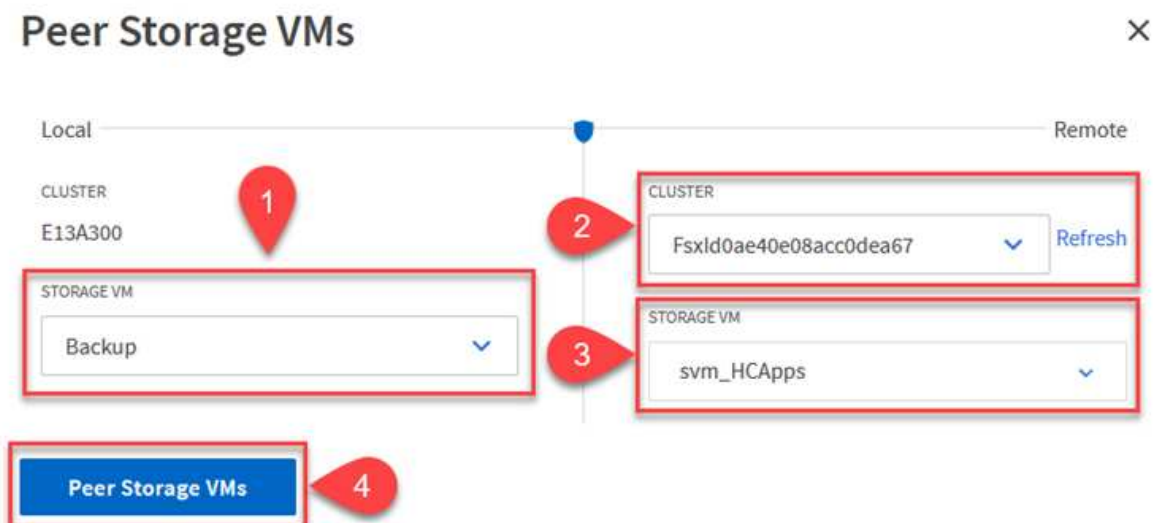 Peer Storage VMs
Local
Remote
CLUSTER
E13A300
1
STORAGE VM
Backup
2
CLUSTER
FsxId0ae40e08acc0dea67
Refresh
3
STORAGE VM
svm_HCApps
Peer Storage VMs
4